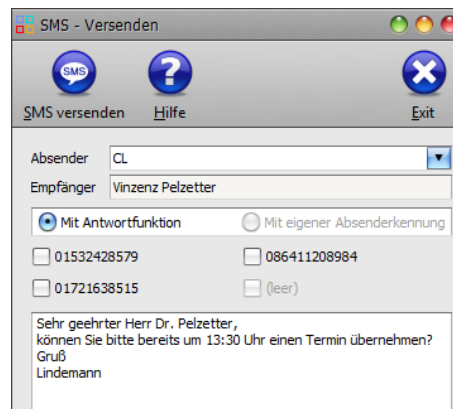 SMS - Versenden
SMS
?
SMS versenden Hilfe Exit
Absender CL
Empfänger Vinzenz Pelzetter
Mit Antwortfunktion Mit eigener Absenderkennung
01532428579 086411208984
01721638515 (leer)
Sehr geehrter Herr Dr. Pelzetter,
können Sie bitte bereits um 13:30 Uhr einen Termin übernehmen?
Gruß
Lindemann